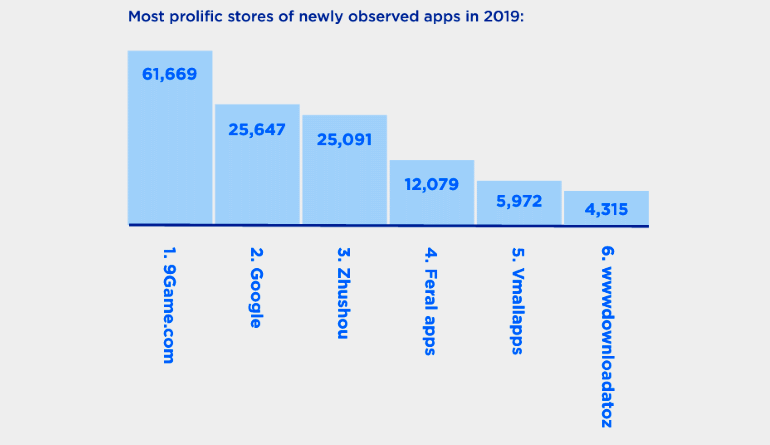 Most prolific stores of newly observed apps in 2019:
61,669
25,647
25,091
12,079
5,972
4,315
1. 9Game.com
2. Google
3. Zhushou
4. Feral apps
5. Vmallapps
6. wwwdownloadatoz